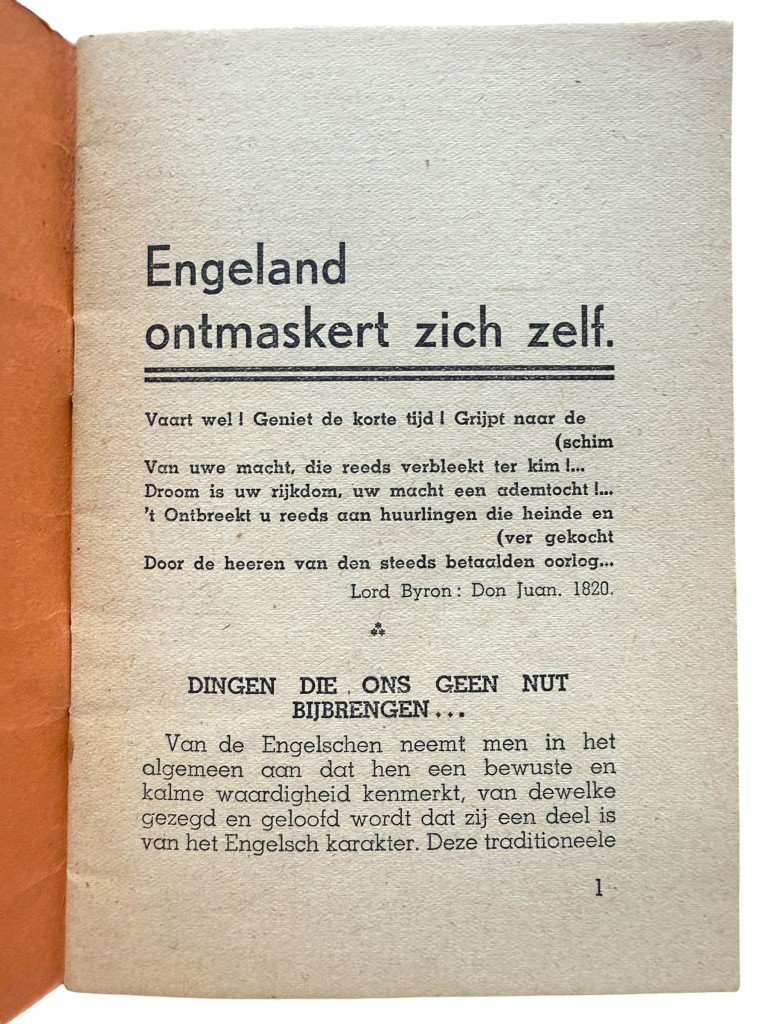 Engeland
ontmaskert zich zelf.
Vaart wel! Geniet de korte tijd! Grijpt naar de
(schim
Van uwe macht, die reeds verbleekt ter kim!...
Droom is uw rijkdom, uw macht een ademtocht!...
't Ontbreekt u reeds aan huurlingen die heinde en
(ver gekocht
Door de heeren van den steeds betaalden oorlog...
Lord Byron: Don Juan. 1820.
⁂
DINGEN DIE ONS GEEN NUT
BIJBRENGEN...
Van de Engelschen neemt men in het
algemeen aan dat hen een bewuste en
kalme waardigheid kenmerkt, van dewelke
gezegd en geloofd wordt dat zij een deel is
van het Engelsch karakter. Deze traditioneele
1